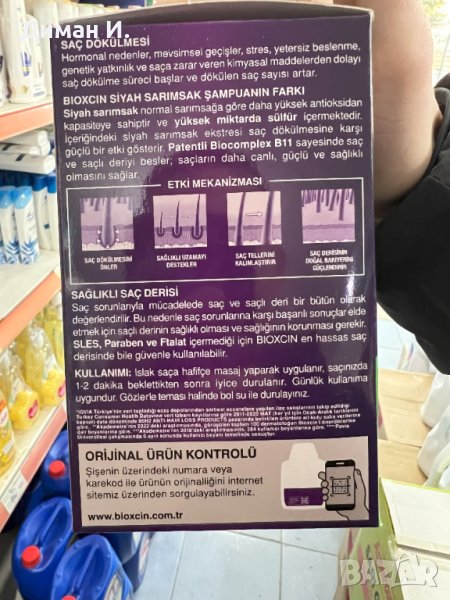 Лиман И.
SAÇ DÖKÜLMESİ
Hormonal nedenler, mevsimsel geçişler, stres, yetersiz beslenme,
genetik yatkınlık ve saça zarar veren kimyasal maddelerden dolayı
saç dökülme süreci başlar ve dökülen saç sayısı artar.
BIOXCIN SİYAH SARIMSAK ŞAMPUANIN FARKI
Siyah sarımsak normal sarımsağa göre daha yüksek antioksidan
kapasiteye sahiptir ve yüksek miktarda sülfür içermektedir.
İçeriğindeki siyah sarımsak ekstresi saç dökülmesine karşı
güçlü bir etki gösterir. Patentli Biocomplex B11 sayesinde saç
ve saçlı deriyi besler; saçların daha canlı, güçlü ve sağlıklı
olmasını sağlar.
ETKİ MEKANİZMASI
SAÇ DÖKÜLMESİNİ
ÖNLER
SAĞLIKLI UZAMAYI
DESTEKLER
SAÇ TELLERİNİ
KALINLAŞTIRIR
SAÇ DERİSİNİN
DOĞAL BARİYERİNİ
GÜÇLENDİRİR
SAĞLIKLI SAÇ DERİSİ
Saç sorunlarıyla mücadelede saç ve saçlı deri bir bütün olarak
değerlendirilir. Bu nedenle saç sorunlarına karşı başarılı sonuçlar elde
etmek için saçlı derinin sağlıklı olması ve sağlığının korunması gerekir.
SLES, Paraben ve Ftalat içermediği için BIOXCIN en hassas saç
derisinde bile güvenle kullanılabilir.
KULLANIMI: Islak saça hafifçe masaj yaparak uygulanır, saçınızda
1-2 dakika beklettikten sonra iyice durulanır. Günlük kullanıma
uygundur. Gözlerle teması halinde bol su ile durulayınız.
ORİJİNAL ÜRÜN KONTROLÜ
Şişenin üzerindeki numara veya
karekod ile ürünün orijinalliğini internet
sitemiz üzerinden sorgulayabilirsiniz.
www.bioxcin.com.tr
BAZAR